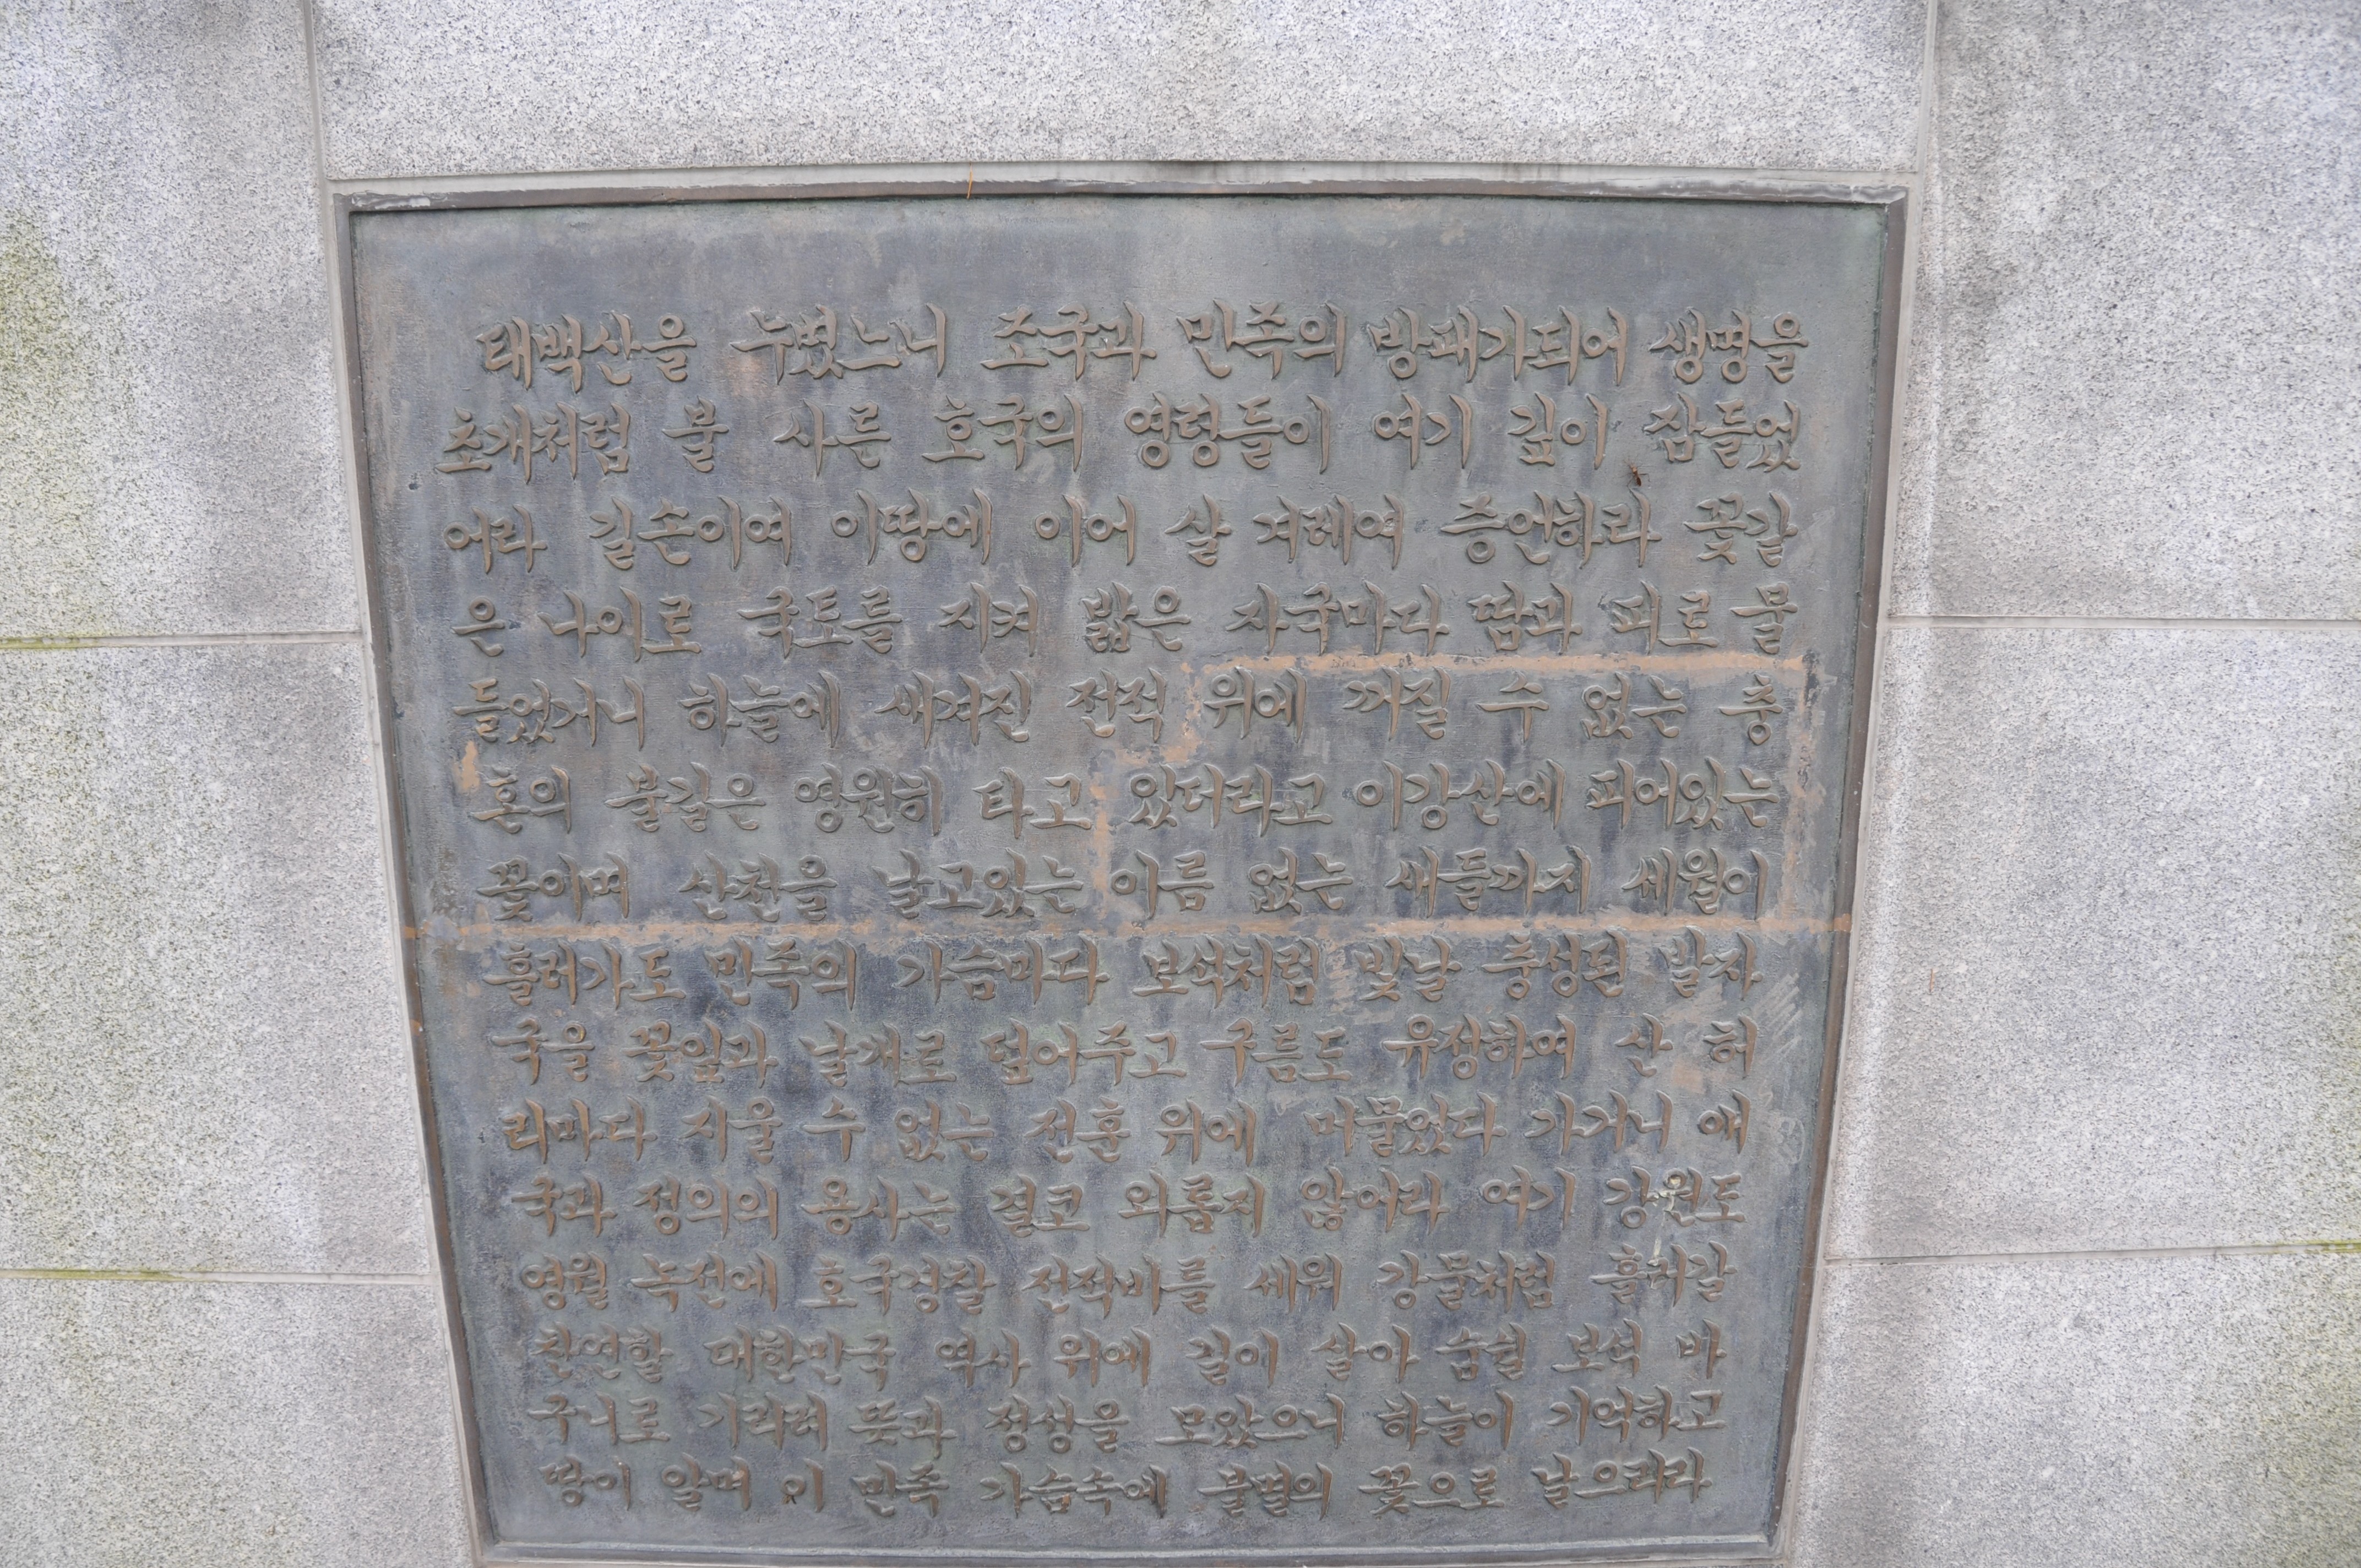 태백산을 누볐느니 조국과 민족의 방패가되어 생명을
초개처럼 불 사른 호국의 영령들이 여기 깊이 잠들었
어라 길손이여 이땅에 이어 살 겨레여 증언하라 꽃같
은 나이로 국토를 지켜 밟은 자국마다 땀과 피로 물
들었거니 하늘에 새겨진 전적 위에 꺼질 수 없는 충
혼의 불길은 영원히 타고 있더라고 이강산에 피어있는
꽃이며 산천을 날고있는 이름 없는 새들까지 세월이
흘러가도 민족의 가슴마다 보석처럼 빛날 충성된 발자
국을 꽃잎과 날개로 덮어주고 구름도 유성하여 산 허
리마다 지울 수 없는 전훈 위에 머물었다 가거니 애
국과 정의의 용사는 결코 외롭지 않어라 여기 강원도
영월 녹전에 호국경찰 전적비를 세워 강물처럼 흘러갈
찬연할 대한민국 역사 위에 길이 살아 숨쉴 보석 바
구니로 기리려 뜻과 정성을 모았으니 하늘이 기억하고
땅이 알며 이 민족 가슴속에 불멸의 꽃으로 날으리라